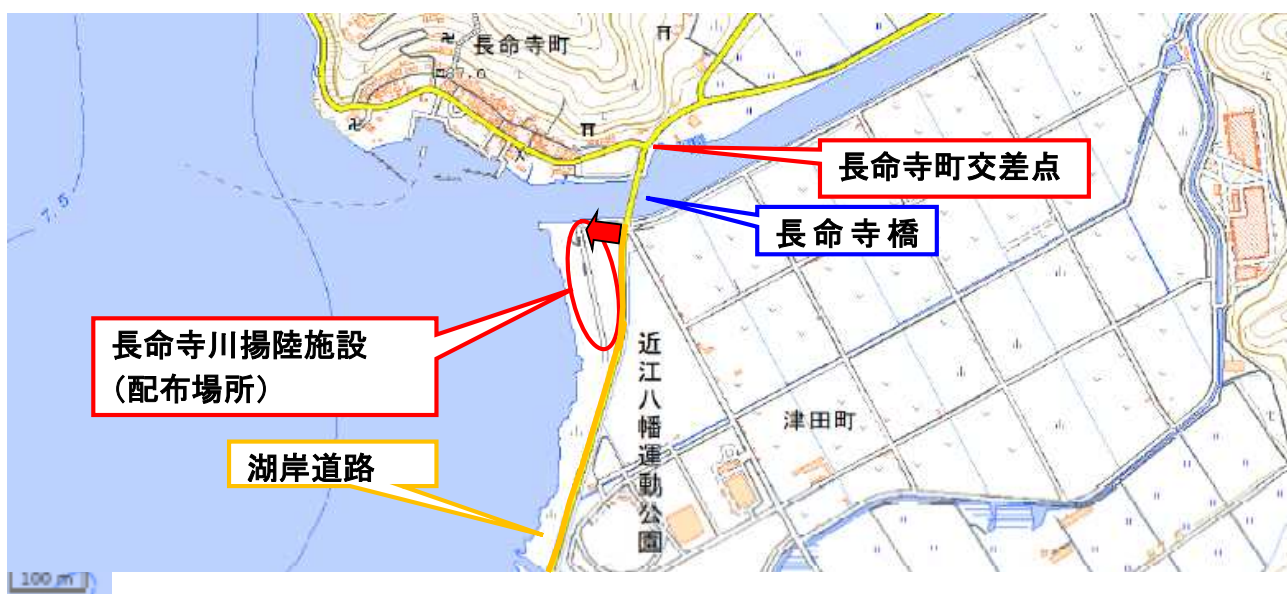 長命寺町
87.0
長命寺町交差点
長命寺橋
7.5
長命寺川揚陸施設
(配布場所)
近江八幡運動公園
津田町
湖岸道路
100 m